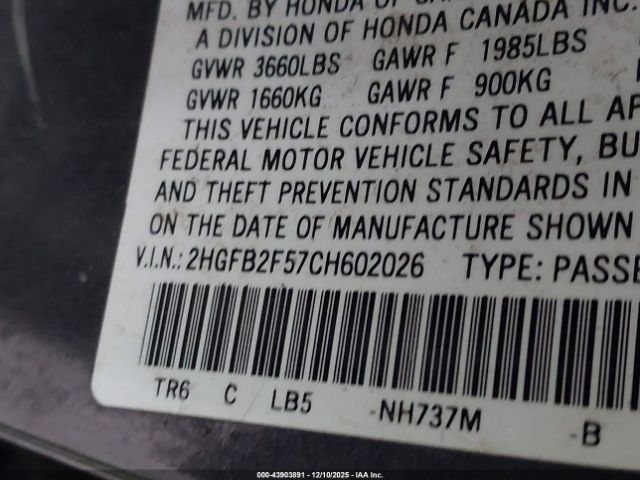 MFD. BY HONDA OF
A DIVISION OF HONDA CANADA INC.
GVWR 3660LBS GAWR F 1985LBS
GVWR 1660KG GAWR F 900KG
THIS VEHICLE CONFORMS TO ALL AP
FEDERAL MOTOR VEHICLE SAFETY, BU
AND THEFT PREVENTION STANDARDS IN
ON THE DATE OF MANUFACTURE SHOWN
V.I.N.: 2HGFB2F57CH602026 TYPE: PASSE
TR6 C LB5 -NH737M -B
000-43903891 - 12/10/2025 - IAA Inc.